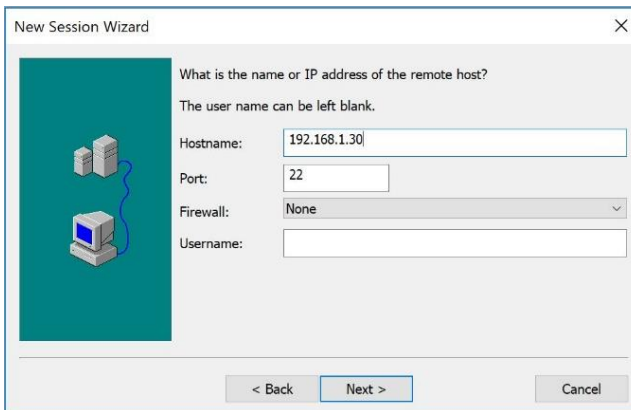 New Session Wizard
What is the name or IP address of the remote host?
The user name can be left blank.
Hostname: 192.168.1.30
Port: 22
Firewall: None
Username:
< Back Next > Cancel